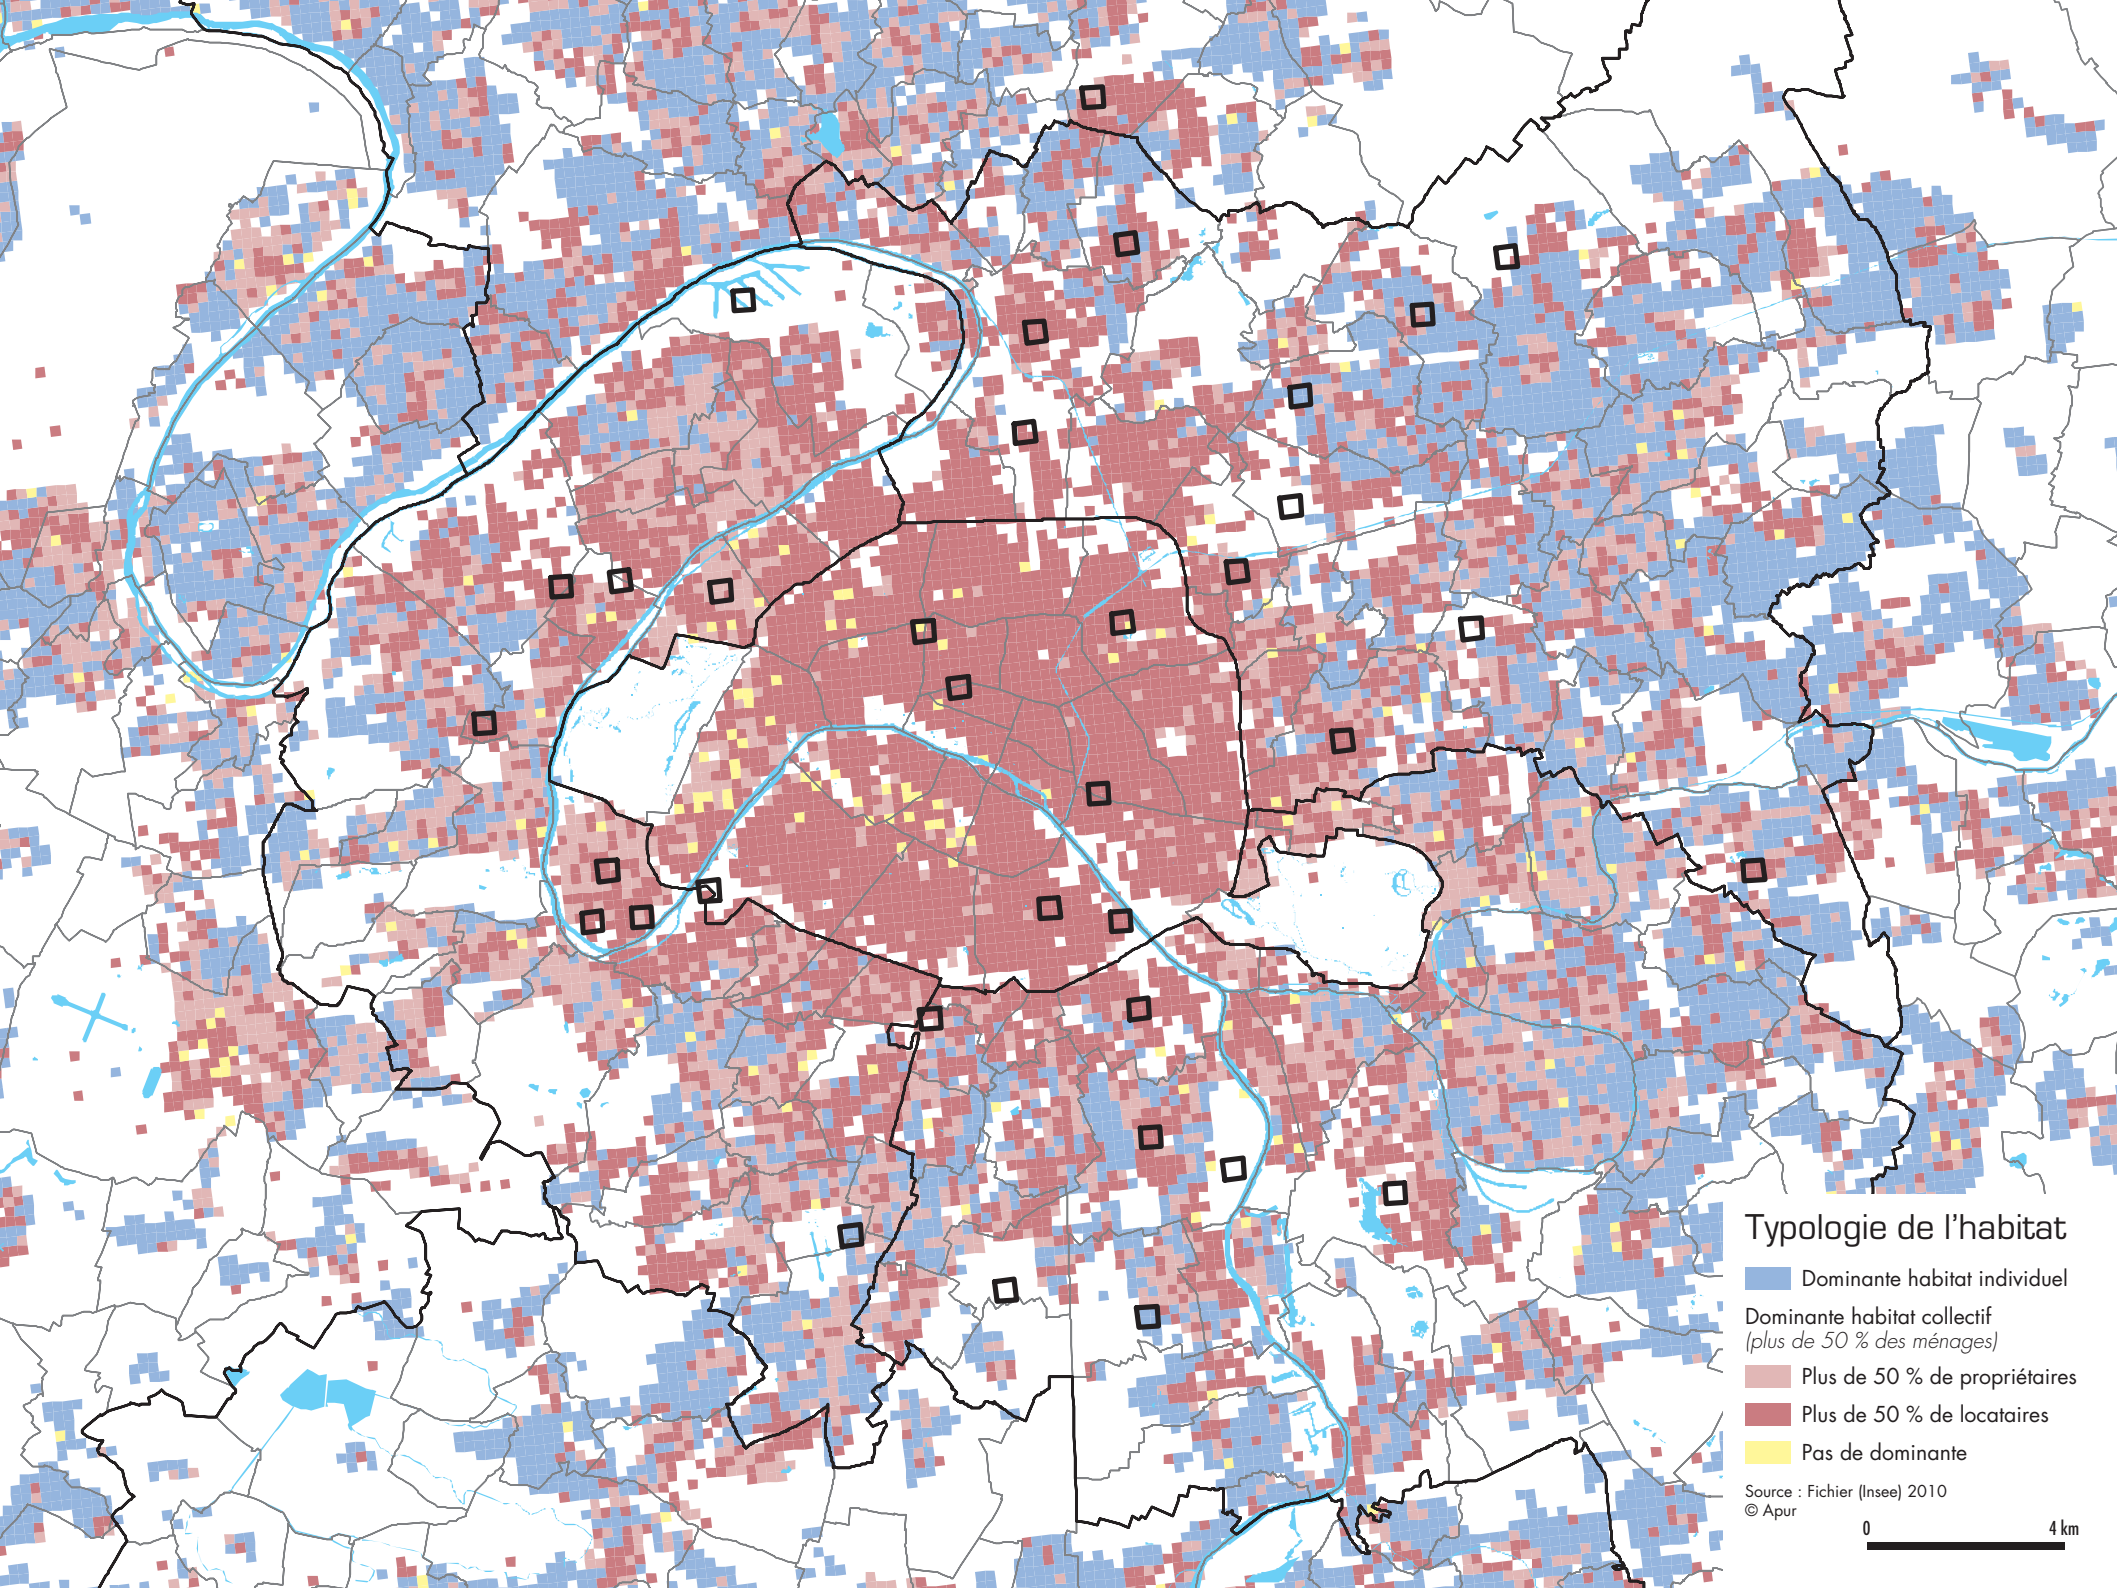 Typologie de l'habitat
Dominante habitat individuel
Dominante habitat collectif
(plus de 50 % des ménages)
Plus de 50 % de propriétaires
Plus de 50 % de locataires
Pas de dominante
Source : Fichier (Insee) 2010
© Apur
0 4 km